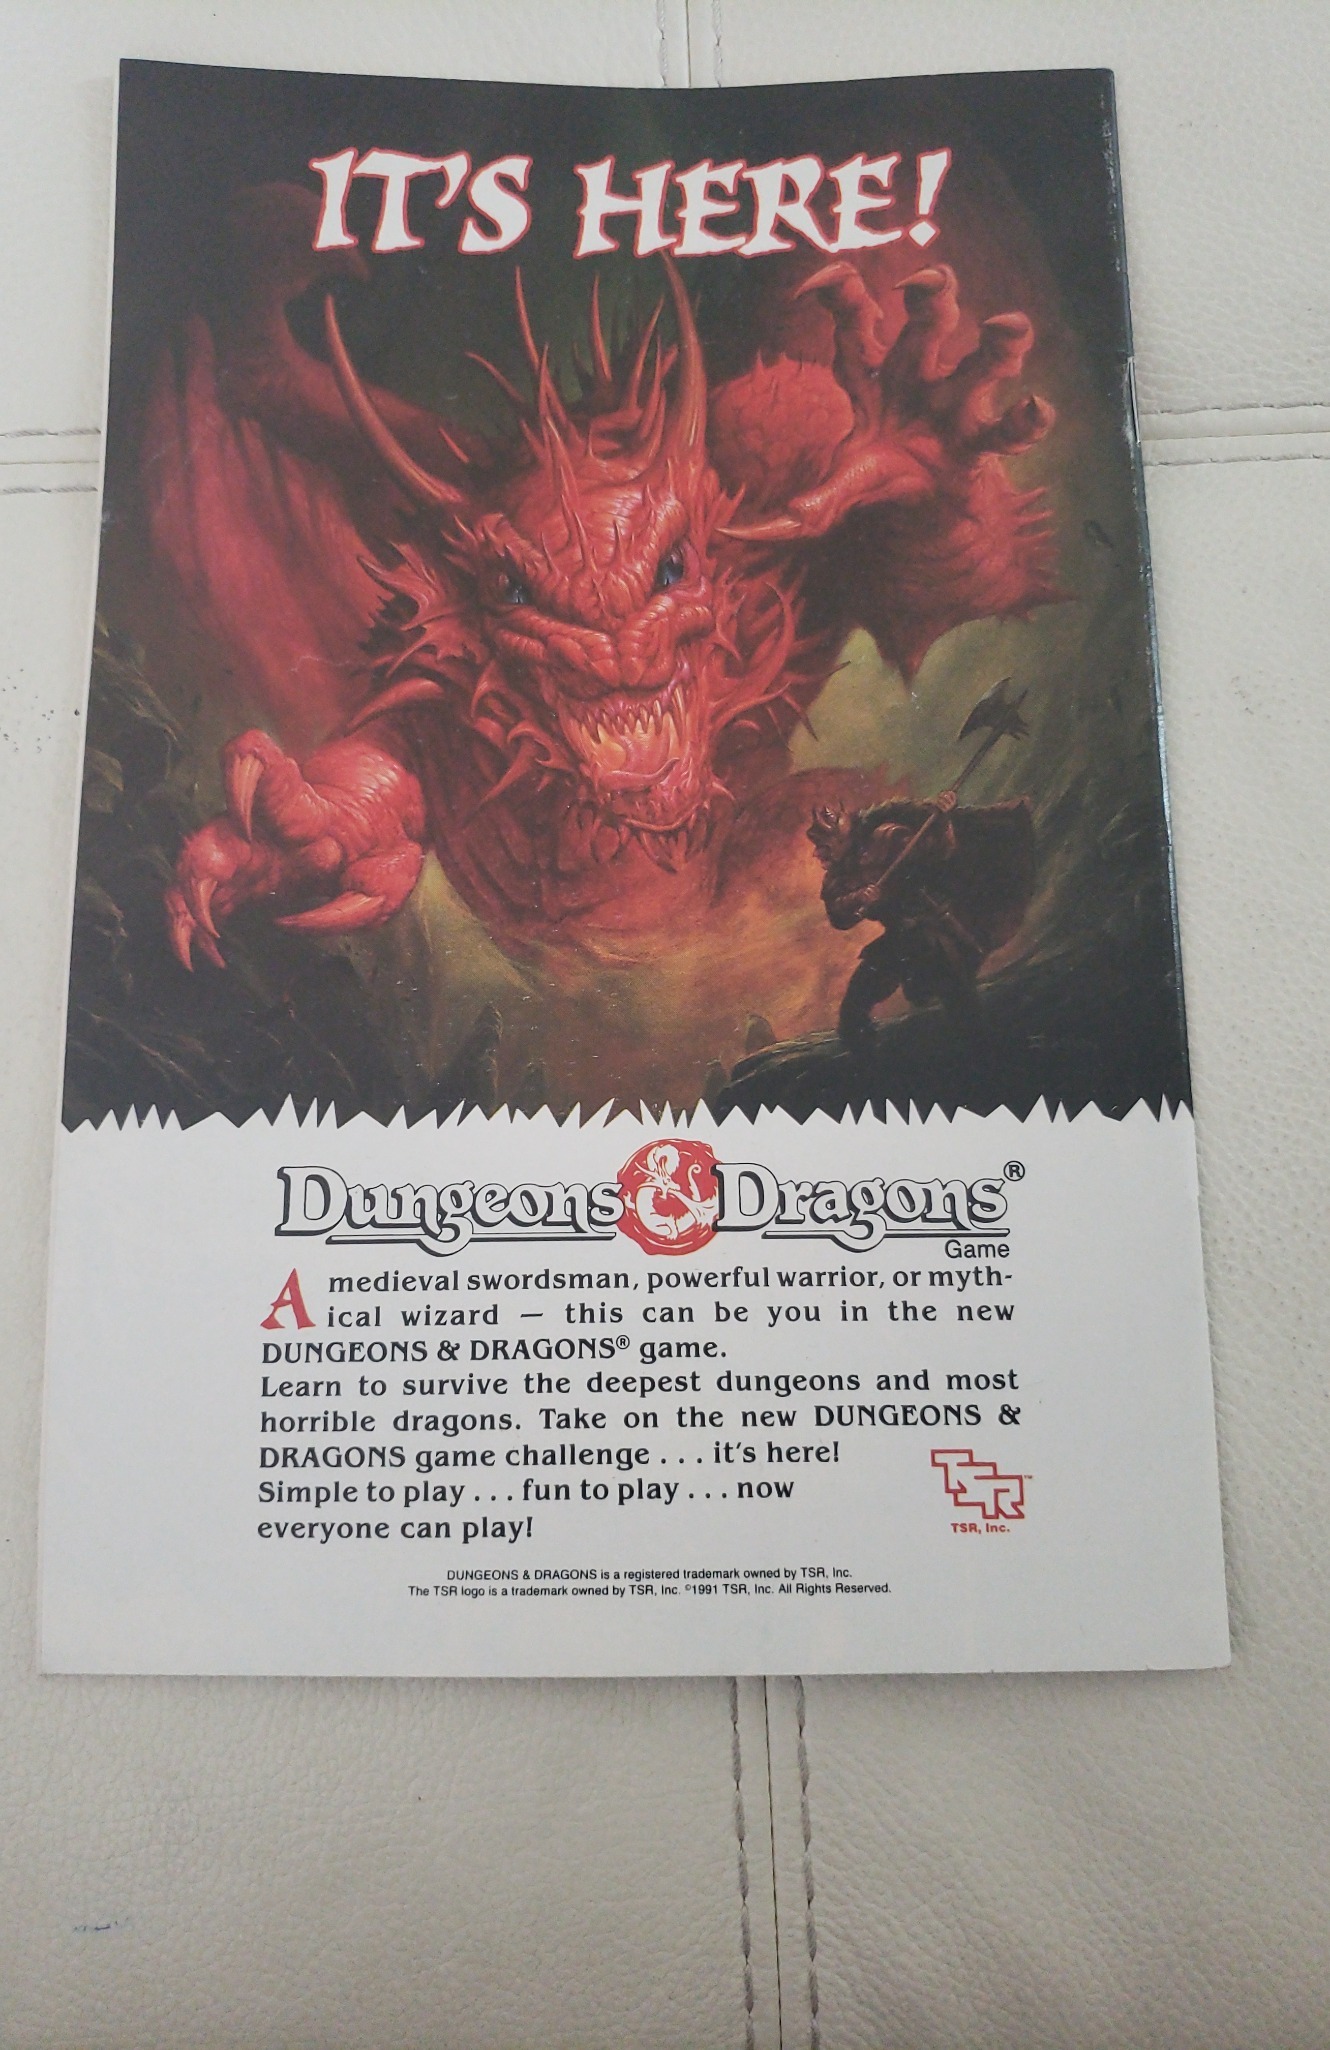 IT'S HERE!
Dungeons & Dragons®
Game
A medieval swordsman, powerful warrior, or myth-
ical wizard — this can be you in the new
DUNGEONS & DRAGONS® game.
Learn to survive the deepest dungeons and most
horrible dragons. Take on the new DUNGEONS &
DRAGONS game challenge . . . it's here!
Simple to play . . . fun to play . . . now
everyone can play!
TSR™
TSR, Inc.
DUNGEONS & DRAGONS is a registered trademark owned by TSR, Inc.
The TSR logo is a trademark owned by TSR, Inc. ©1991 TSR, Inc. All Rights Reserved.